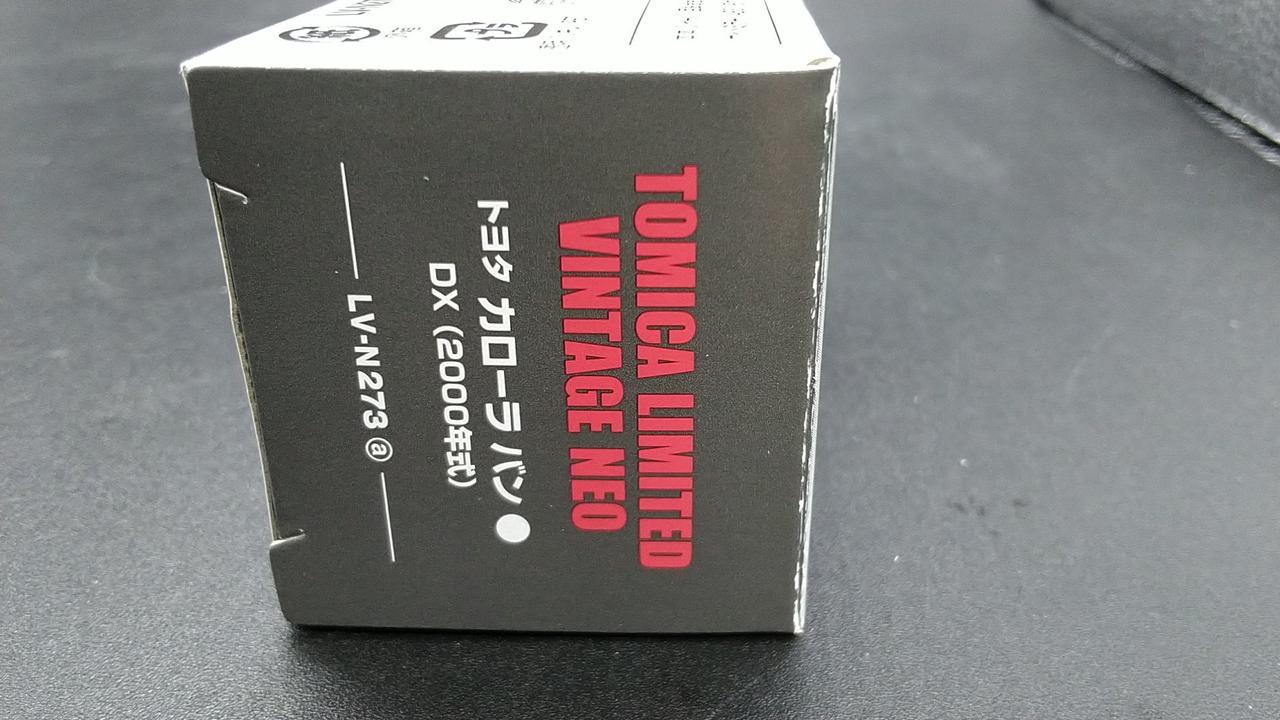 TOMICA LIMITED
VINTAGE NEO
トヨタ カローラ バン
DX (2000年式)
LV-N273 ⓐ